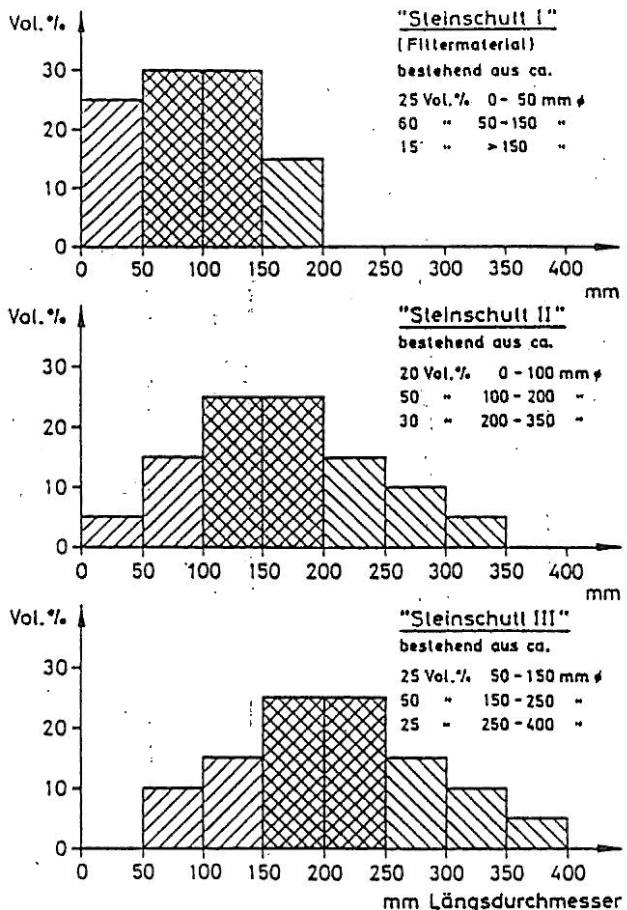 Vol.%
"Steinschutt I"
(Filtermaterial)
bestehend aus ca.
25 Vol.% 0 - 50 mm ø
60 " 50 - 150 "
15 " > 150 "
30
20
10
0
0 50 100 150 200 250 300 350 400
mm
Vol.%
"Steinschutt II"
bestehend aus ca.
20 Vol.% 0 - 100 mm ø
50 " 100 - 200 "
30 " 200 - 350 "
30
20
10
0
0 50 100 150 200 250 300 350 400
mm
Vol.%
"Steinschutt III"
bestehend aus ca.
25 Vol.% 50 - 150 mm ø
50 " 150 - 250 "
25 " 250 - 400 "
30
20
10
0
0 50 100 150 200 250 300 350 400
mm Längsdurchmesser